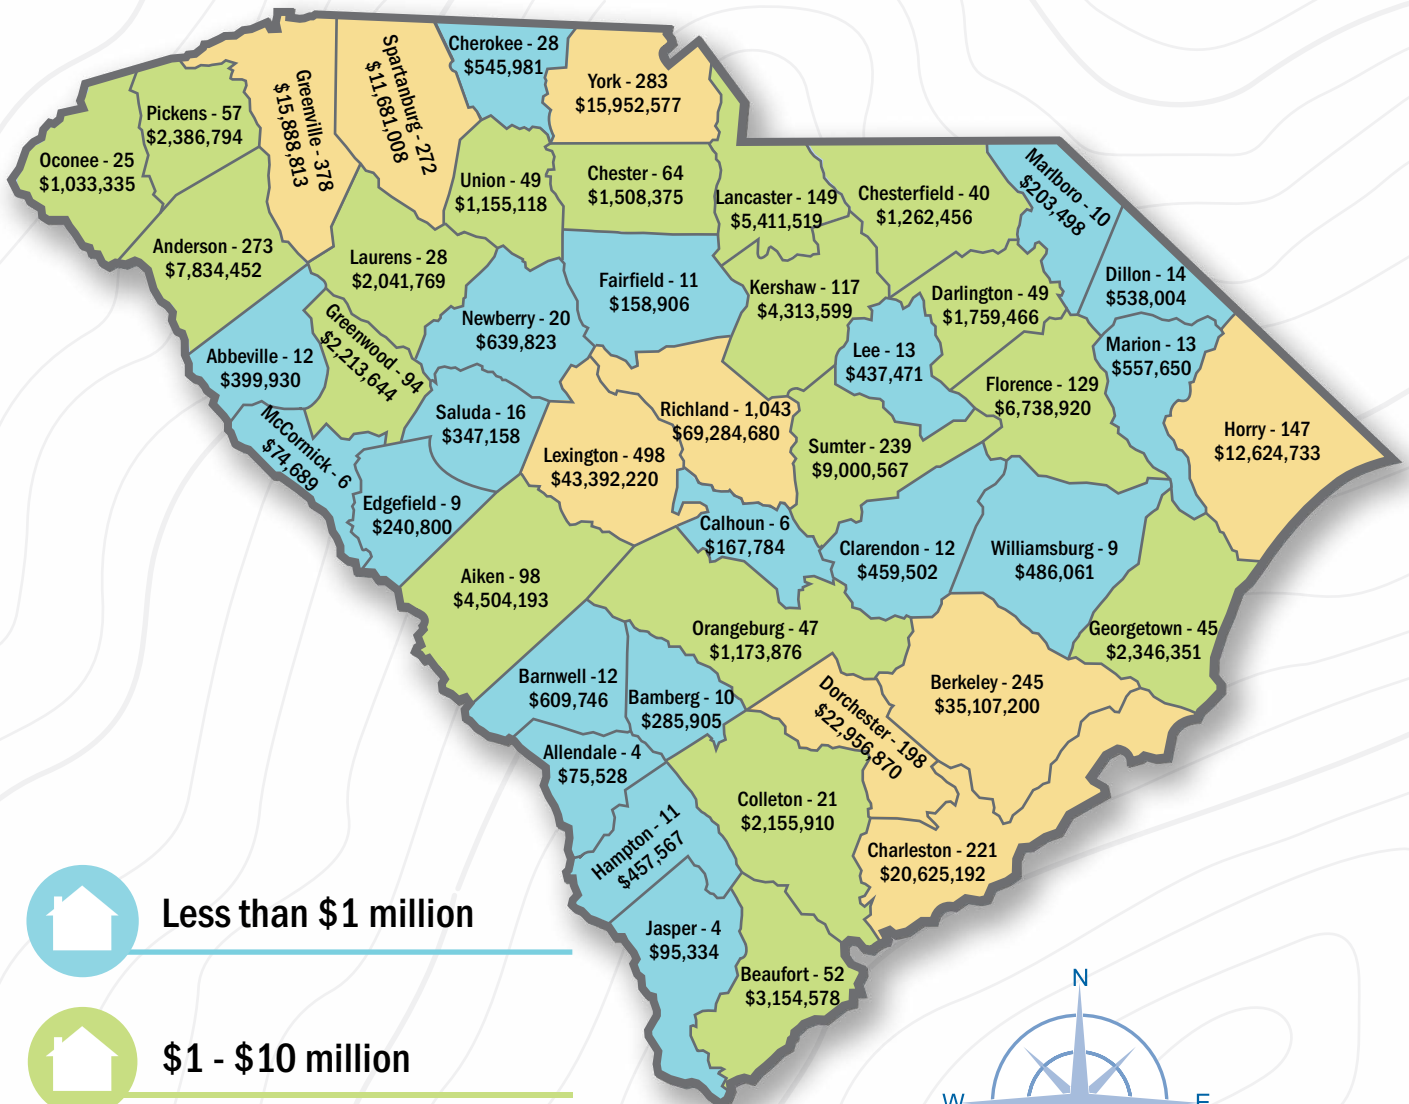 Cherokee - 28
$545,981
York - 283
$15,952,577
Spartanburg - 272
$11,681,008
Greenville - 378
$15,888,813
Pickens - 57
$2,386,794
Oconee - 25
$1,033,335
Union - 49
$1,155,118
Chester - 64
$1,508,375
Lancaster - 149
$5,411,519
Chesterfield - 40
$1,262,456
Marlboro - 10
$203,498
Anderson - 273
$7,834,452
Laurens - 28
$2,041,769
Fairfield - 11
$158,906
Kershaw - 117
$4,313,599
Darlington - 49
$1,759,466
Dillon - 14
$538,004
Newberry - 20
$639,823
Greenwood - 94
$2,213,644
Abbeville - 12
$399,930
Lee - 13
$437,471
Marion - 13
$557,650
Florence - 129
$6,738,920
McCormick - 6
$74,689
Saluda - 16
$347,158
Richland - 1,043
$69,284,680
Lexington - 498
$43,392,220
Sumter - 239
$9,000,567
Horry - 147
$12,624,733
Edgefield - 9
$240,800
Calhoun - 6
$167,784
Clarendon - 12
$459,502
Williamsburg - 9
$486,061
Aiken - 98
$4,504,193
Orangeburg - 47
$1,173,876
Georgetown - 45
$2,346,351
Barnwell -12
$609,746
Bamberg - 10
$285,905
Dorchester - 198
$22,956,870
Berkeley - 245
$35,107,200
Allendale - 4
$75,528
Colleton - 21
$2,155,910
Hampton - 11
$457,567
Charleston - 221
$20,625,192
Jasper - 4
$95,334
Beaufort - 52
$3,154,578
Less than $1 million
$1 - $10 million
N
W
E